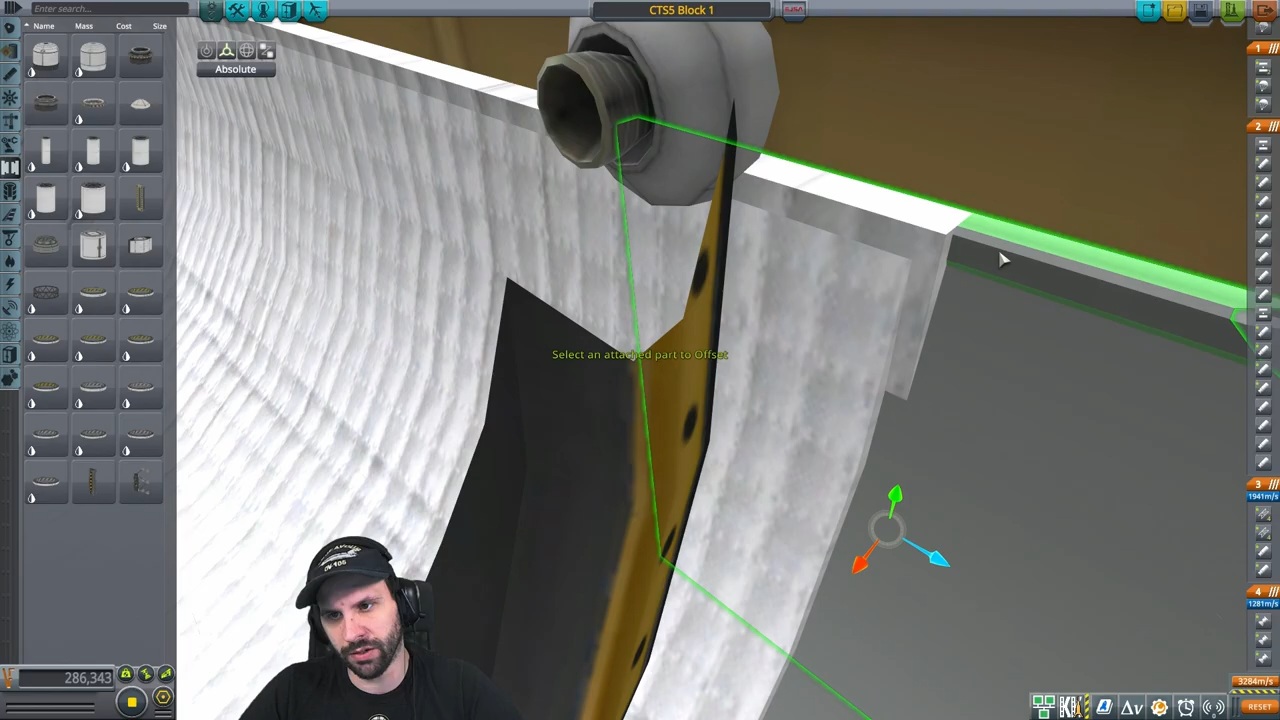 Enter search...
CTS5 Block 1
Name Mass Cost Size
Absolute
Select an attached part to Offset
1
2
3
1941m/s
4
1281m/s
3284m/s
286,343
Δv
RESET